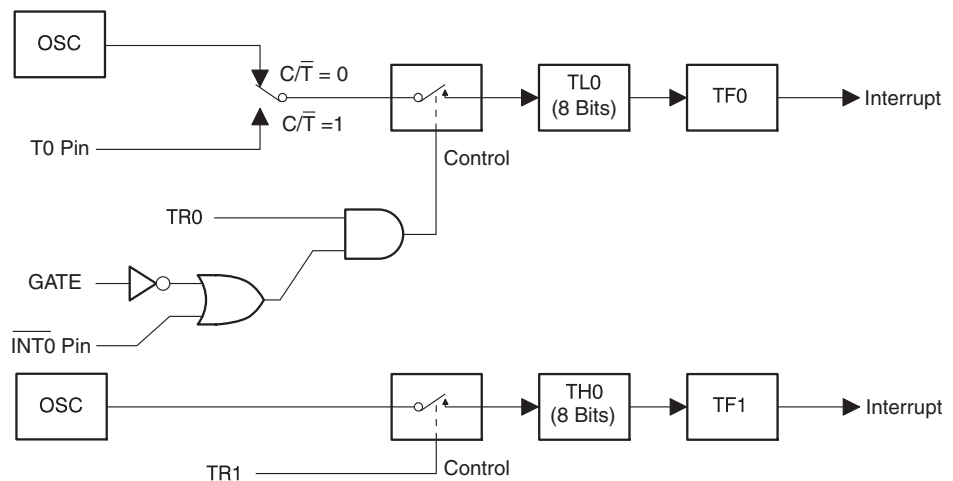 OSC
C/T̅ = 0
C/T̅ =1
T0 Pin
TL0
(8 Bits)
TF0
Interrupt
Control
TR0
GATE
I̅N̅T̅0̅ Pin
OSC
TH0
(8 Bits)
TF1
Interrupt
TR1
Control